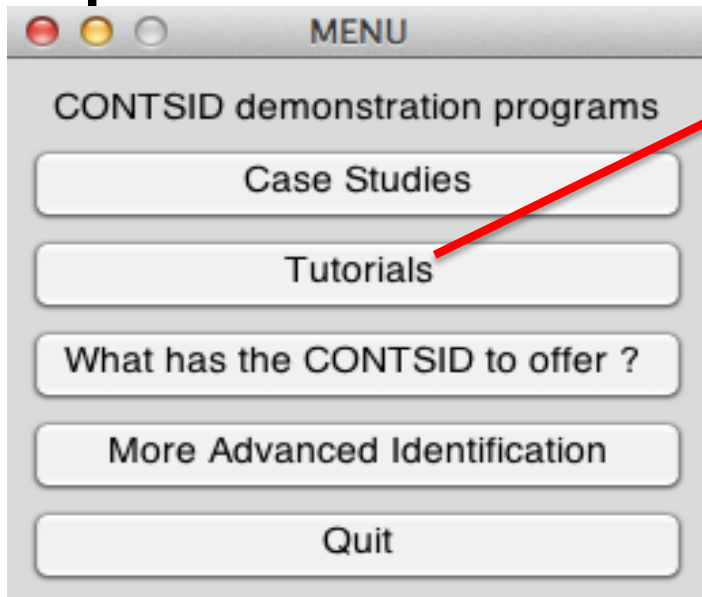 MENU
CONTSID demonstration programs
Case Studies
Tutorials
What has the CONTSID to offer ?
More Advanced Identification
Quit